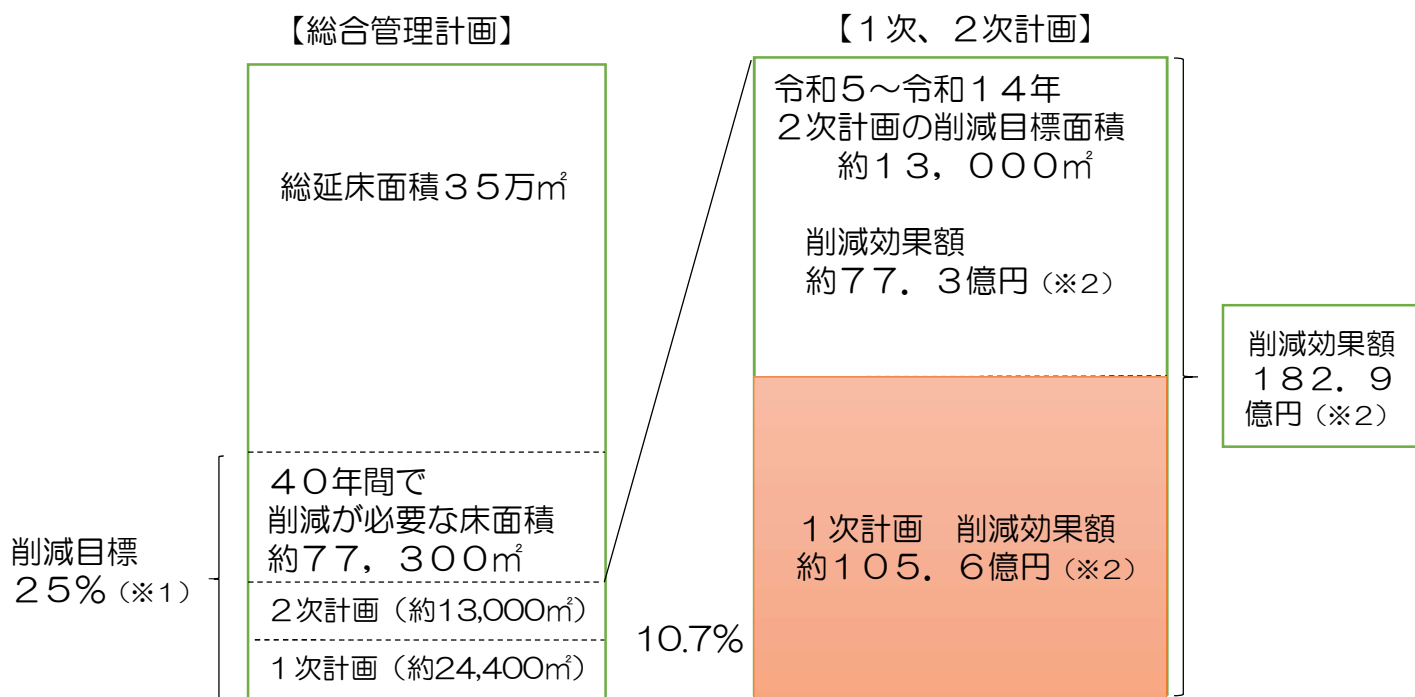 【総合管理計画】
総延床面積３５万㎡
４０年間で
削減が必要な床面積
約７７，３００㎡
２次計画（約13,000㎡）
１次計画（約24,400㎡）
削減目標
２５％（※１）
【１次、２次計画】
令和５～令和１４年
２次計画の削減目標面積
約１３，０００㎡
削減効果額
約７７．３億円（※２）
１次計画　削減効果額
約１０５．６億円（※２）
10.7%
削減効果額
１８２．９
億円（※２）